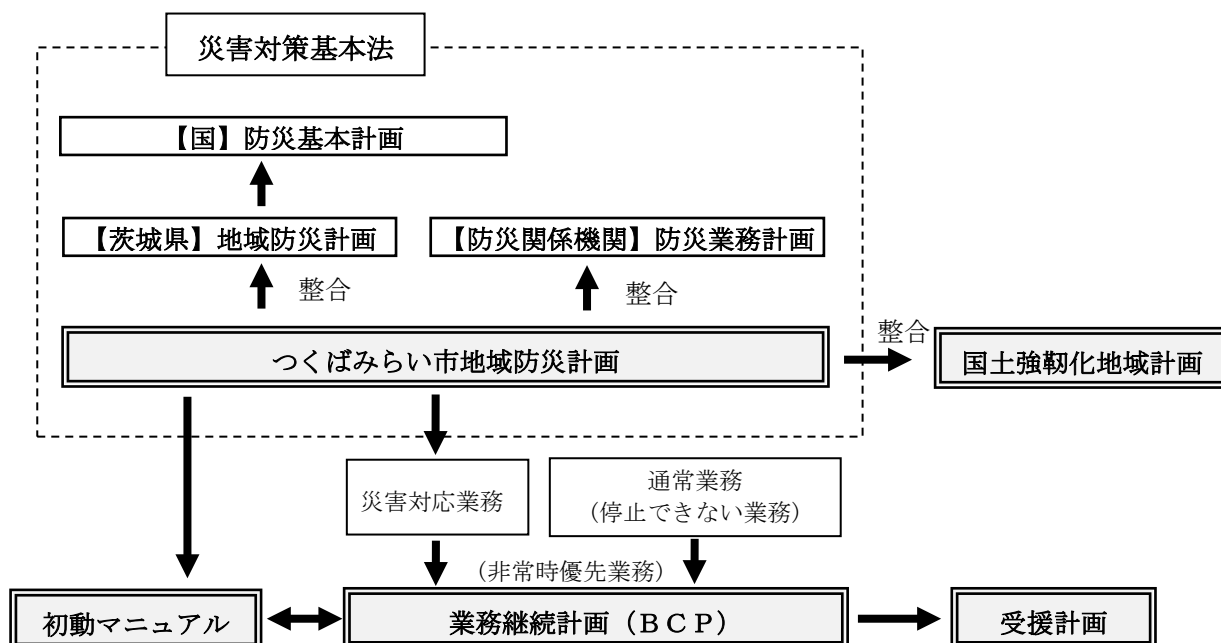 災害対策基本法
【国】防災基本計画
【茨城県】地域防災計画
【防災関係機関】防災業務計画
整合
整合
つくばみらい市地域防災計画
整合
国土強靱化地域計画
災害対応業務
通常業務
（停止できない業務）
（非常時優先業務）
初動マニュアル
業務継続計画（ＢＣＰ）
受援計画